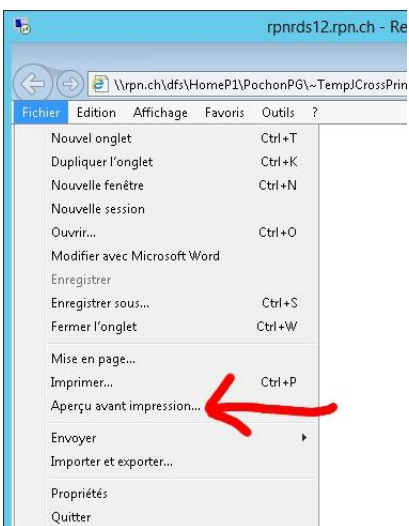 rpnrds12.rpn.ch - Re
\\rpn.ch\dfs\HomeP1\PochonPG\~TempJCrossPrin
Fichier Edition Affichage Favoris Outils ?
Nouvel onglet Ctrl+T
Dupliquer l'onglet Ctrl+K
Nouvelle fenêtre Ctrl+N
Nouvelle session
Ouvrir... Ctrl+O
Modifier avec Microsoft Word
Enregistrer
Enregistrer sous... Ctrl+S
Fermer l'onglet Ctrl+W
Mise en page...
Imprimer... Ctrl+P
Aperçu avant impression...
Envoyer
Importer et exporter...
Propriétés
Quitter